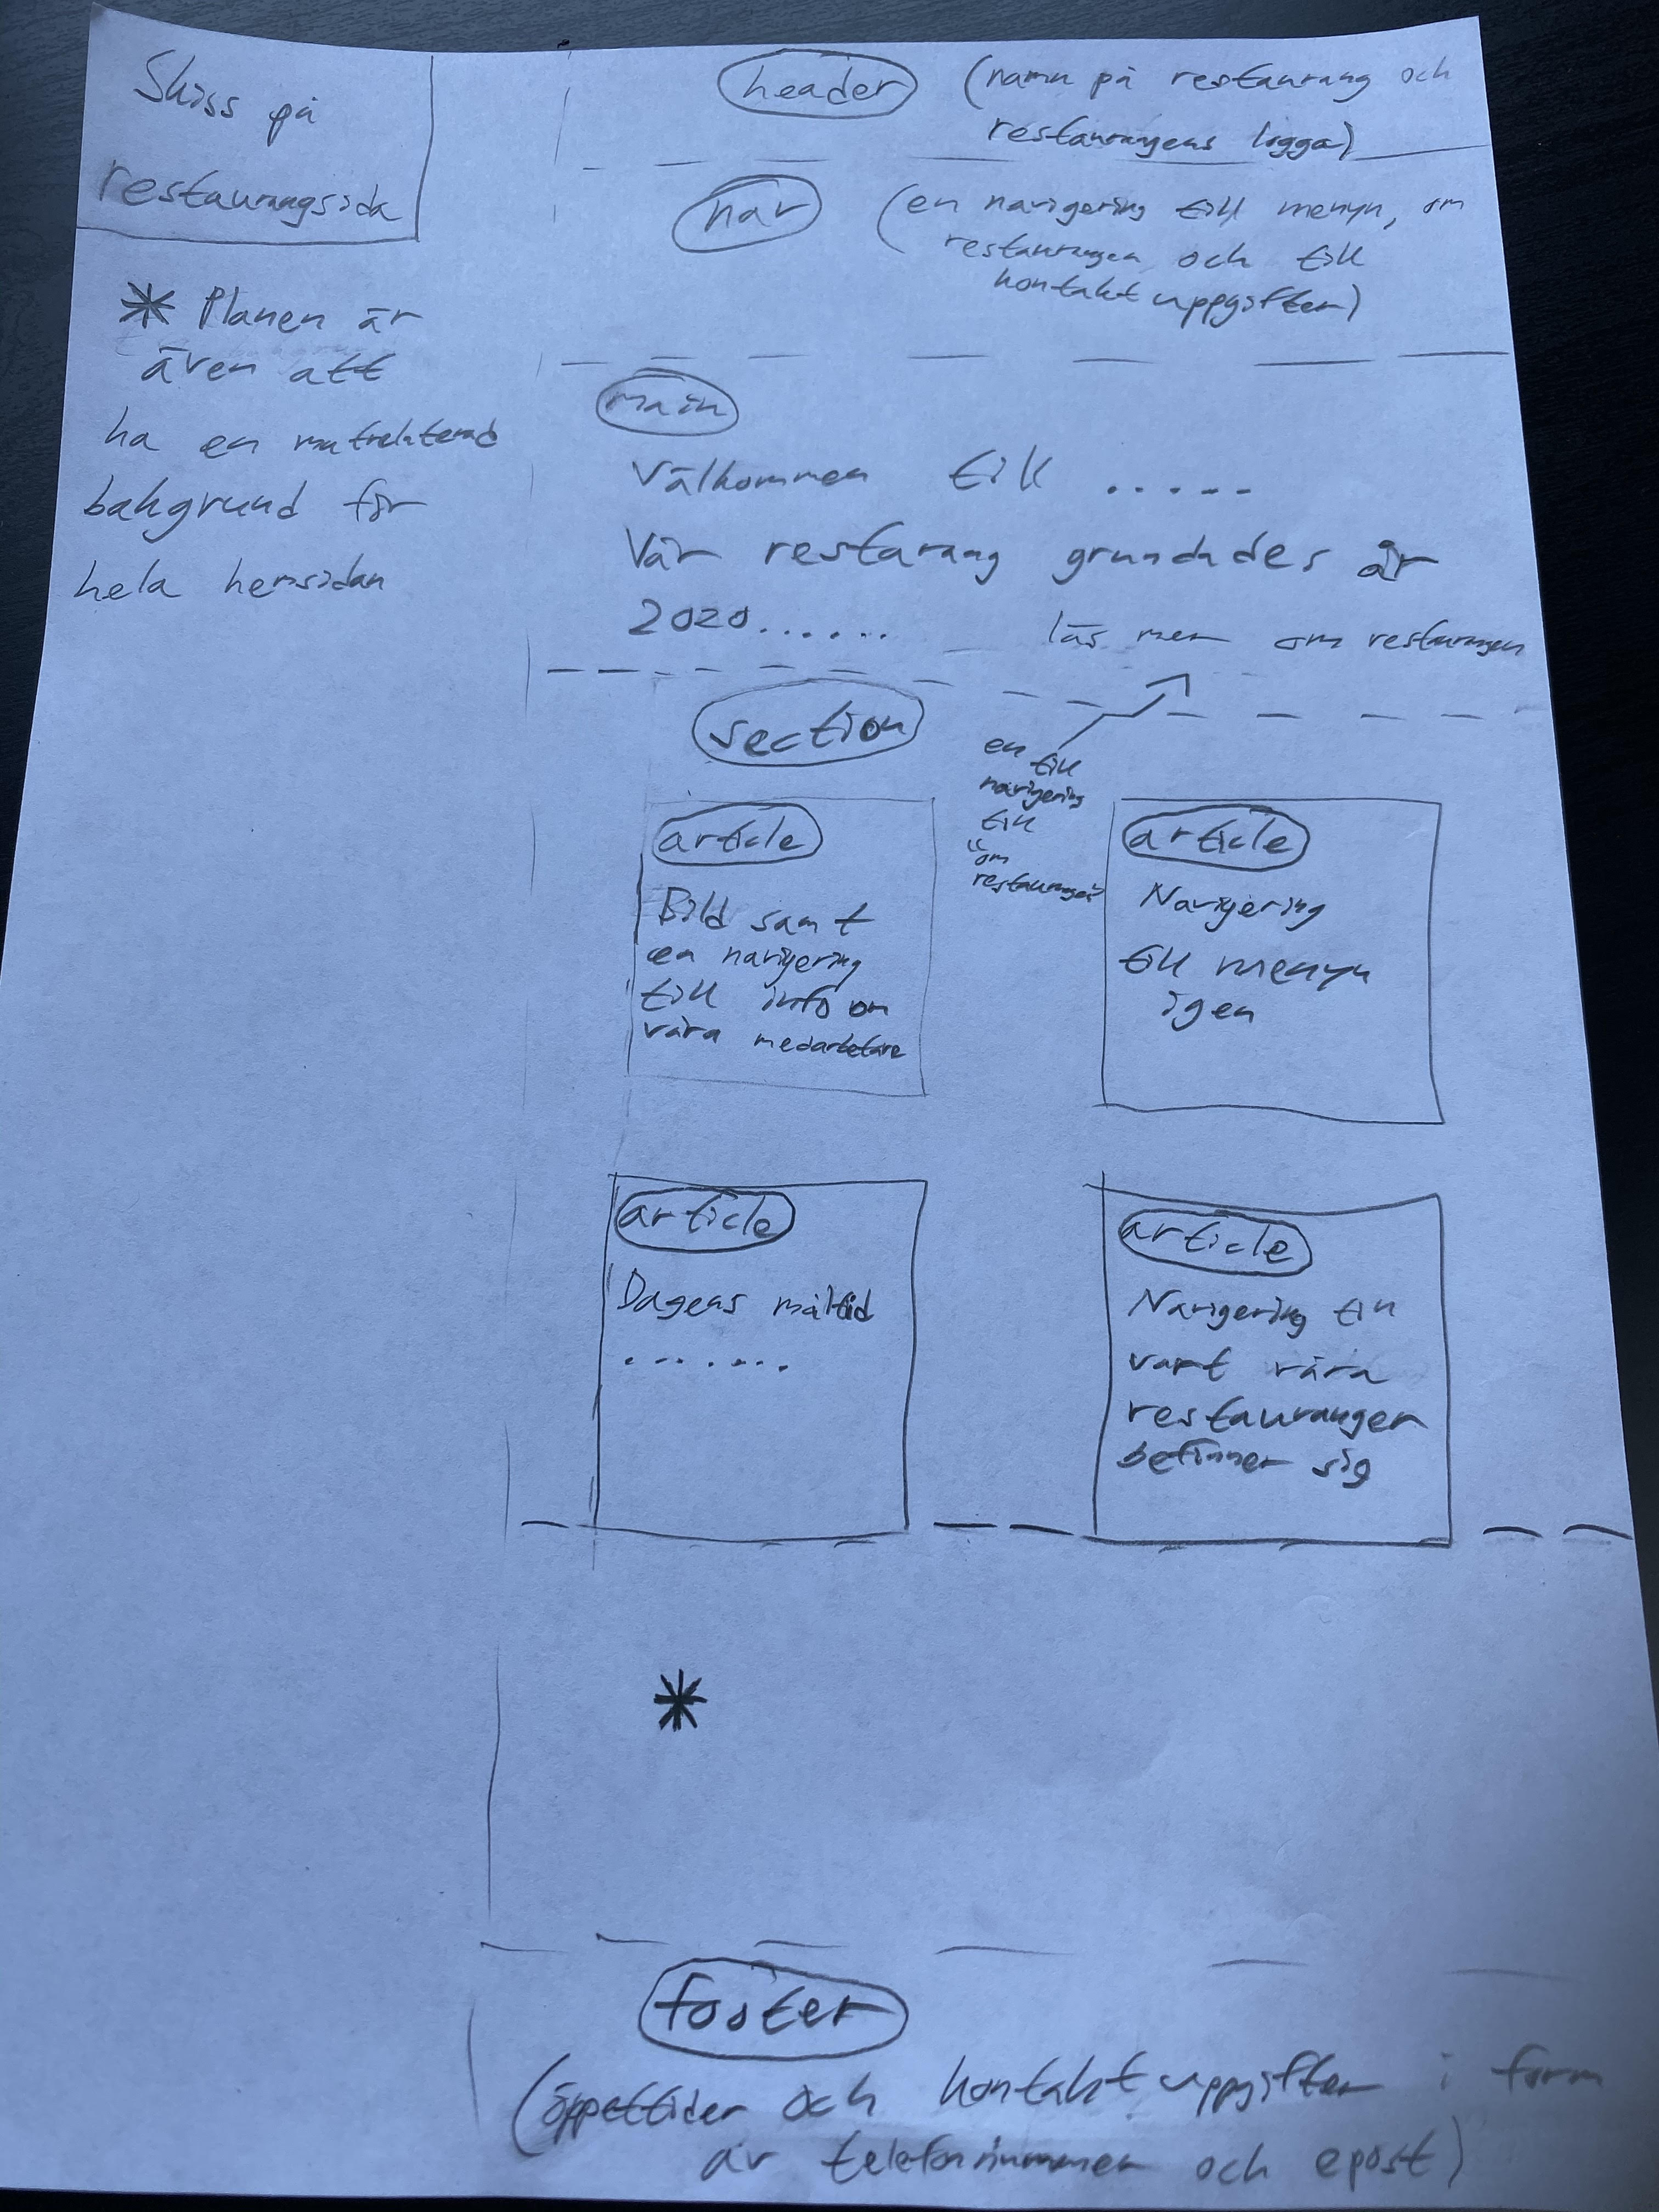 Skiss på
restaurangsida
* Planen är
även att
ha en matrelaterad
bakgrund för
hela hemsidan
header (namn på restaurang och
restaurangens logga)
nav (en navigering till menyn, om
restaurangen och till
kontaktuppgifter)
main
Välkommen till .....
Vår restarang grundades år
2020...... läs mer om restaurangen
section
en till
navigering
till
"om
restaurangen"
article
Bild samt
en navigering
till info om
våra medarbetare
article
Navigering
till menyn
igen
article
Dagens måltid
.......
article
Navigering till
vart våra
restauranger
befinner sig
*
footer
(öppettider och kontaktuppgifter i form
av telefonnummer och epost)